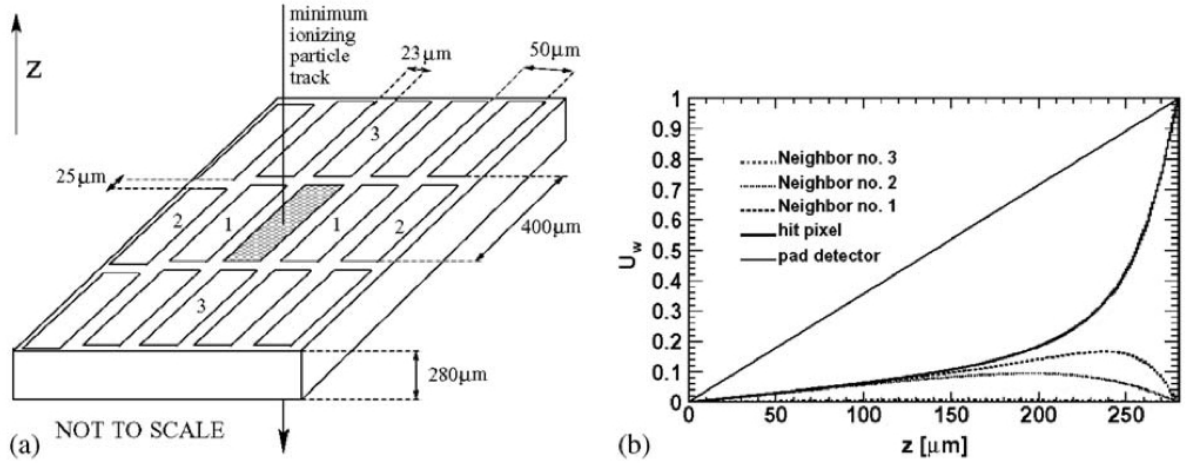 minimum
ionizing
particle
track
Z
23μm
50μm
3
25μm
2
1
1
2
400μm
3
280μm
(a) NOT TO SCALE
1
0.9
0.8
0.7
0.6
0.5
0.4
0.3
0.2
0.1
0
U_w
Neighbor no. 3
Neighbor no. 2
Neighbor no. 1
hit pixel
pad detector
0 50 100 150 200 250
(b) z [μm]